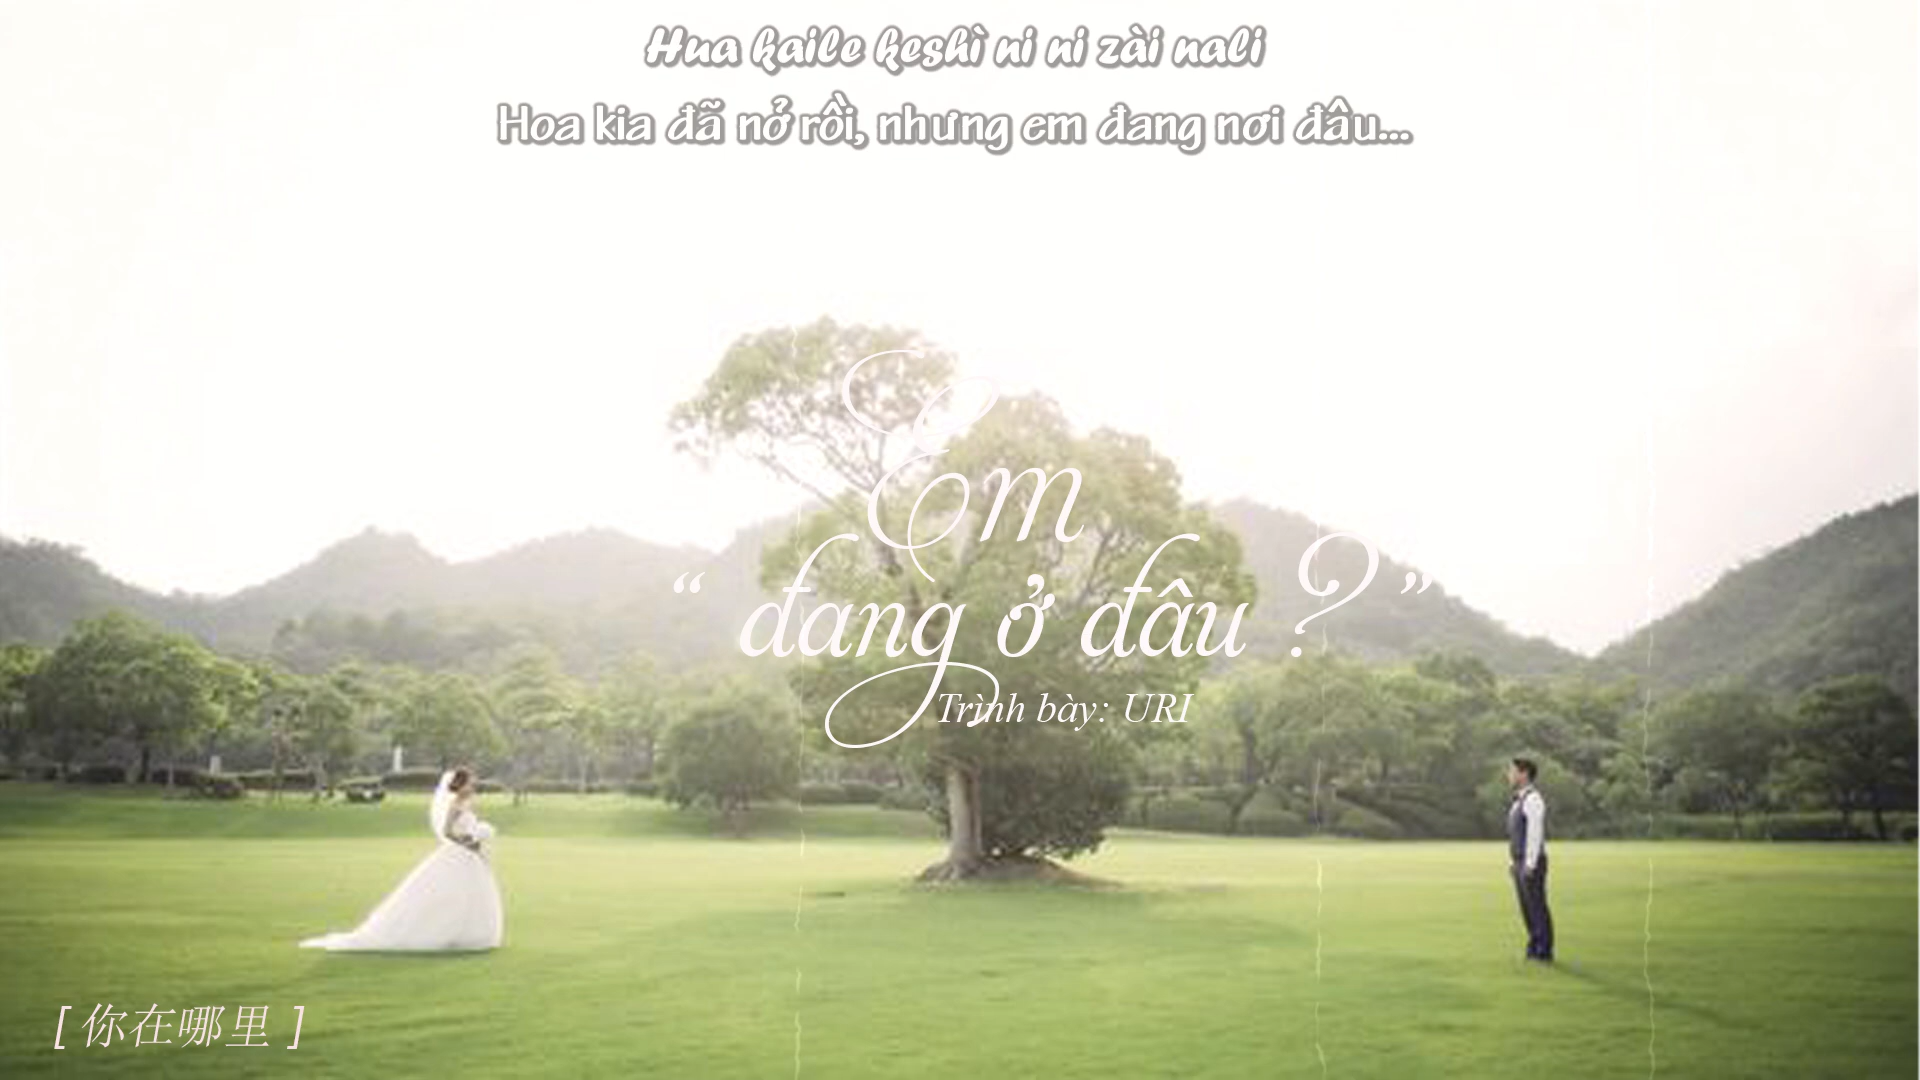 Hua kaile keshì ni ni zài nali
Hoa kia đã nở rồi, nhưng em đang nơi đâu...
Em
“ đang ở đâu ? ”
Trình bày: URI
[ 你在哪里 ]